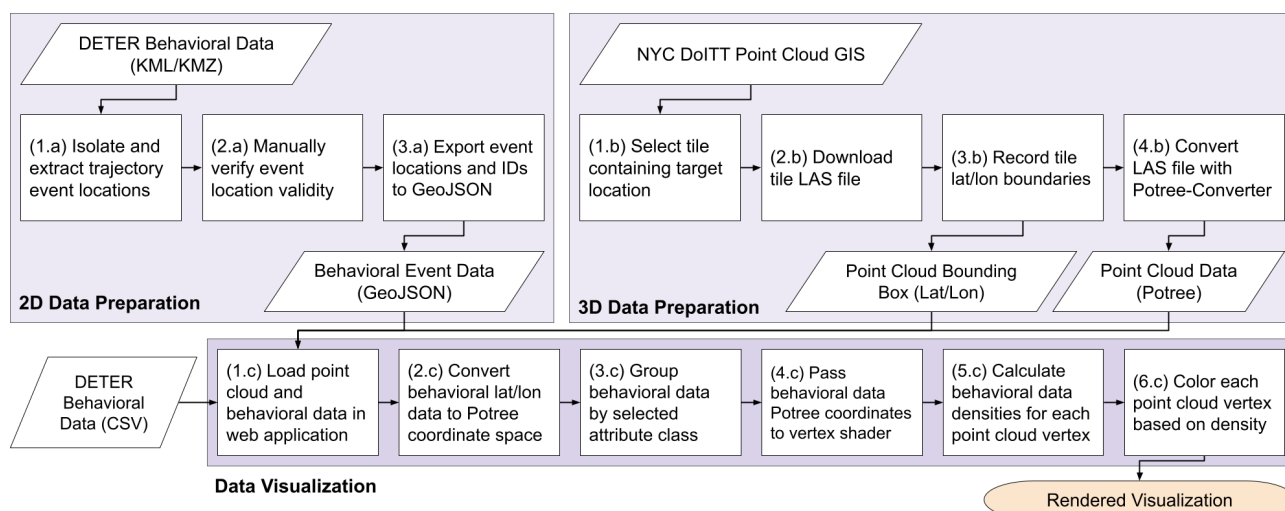 DETER Behavioral Data
(KML/KMZ)
(1.a) Isolate and
extract trajectory
event locations
(2.a) Manually
verify event
location validity
(3.a) Export event
locations and IDs
to GeoJSON
Behavioral Event Data
(GeoJSON)
2D Data Preparation
NYC DoITT Point Cloud GIS
(1.b) Select tile
containing target
location
(2.b) Download
tile LAS file
(3.b) Record tile
lat/lon boundaries
(4.b) Convert
LAS file with
Potree-Converter
Point Cloud Bounding
Box (Lat/Lon)
Point Cloud Data
(Potree)
3D Data Preparation
DETER
Behavioral
Data (CSV)
(1.c) Load point
cloud and
behavioral data in
web application
(2.c) Convert
behavioral lat/lon
data to Potree
coordinate space
(3.c) Group
behavioral data
by selected
attribute class
(4.c) Pass
behavioral data
Potree coordinates
to vertex shader
(5.c) Calculate
behavioral data
densities for each
point cloud vertex
(6.c) Color each
point cloud vertex
based on density
Data Visualization
Rendered Visualization